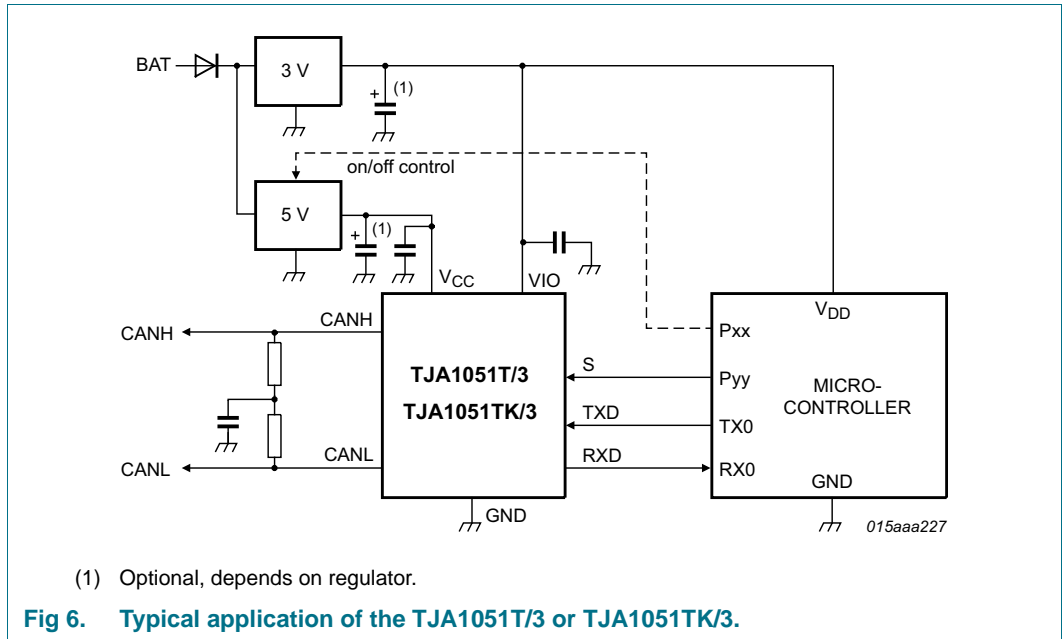 BAT
3 V
+ (1)
on/off control
5 V
+ (1)
VCC
VIO
VDD
CANH
CANH
Pxx
TJA1051T/3
TJA1051TK/3
S
Pyy
MICRO-
CONTROLLER
TXD
TX0
CANL
CANL
RXD
RX0
GND
GND
015aaa227
(1) Optional, depends on regulator.
Fig 6. Typical application of the TJA1051T/3 or TJA1051TK/3.